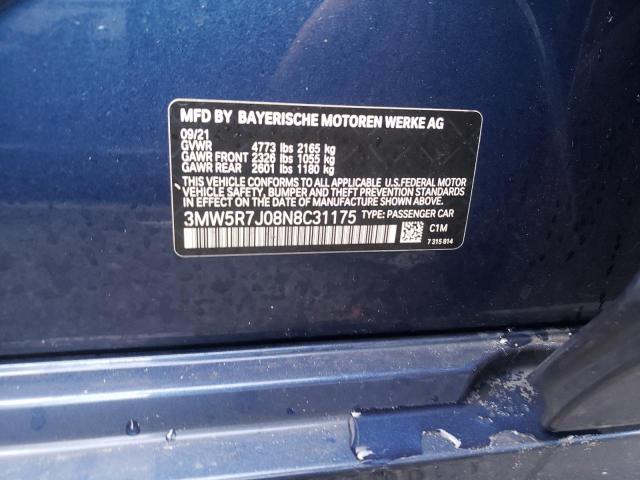 MFD BY BAYERISCHE MOTOREN WERKE AG
09/21
GVWR 4773 lbs 2165 kg
GAWR FRONT 2326 lbs 1055 kg
GAWR REAR 2601 lbs 1180 kg
THIS VEHICLE CONFORMS TO ALL APPLICABLE U.S. FEDERAL MOTOR
VEHICLE SAFETY, BUMPER AND THEFT PREVENTION STANDARDS
IN EFFECT ON THE DATE OF MANUFACTURE SHOWN ABOVE.
3MW5R7J08N8C31175 TYPE: PASSENGER CAR
C1M
7 315 814